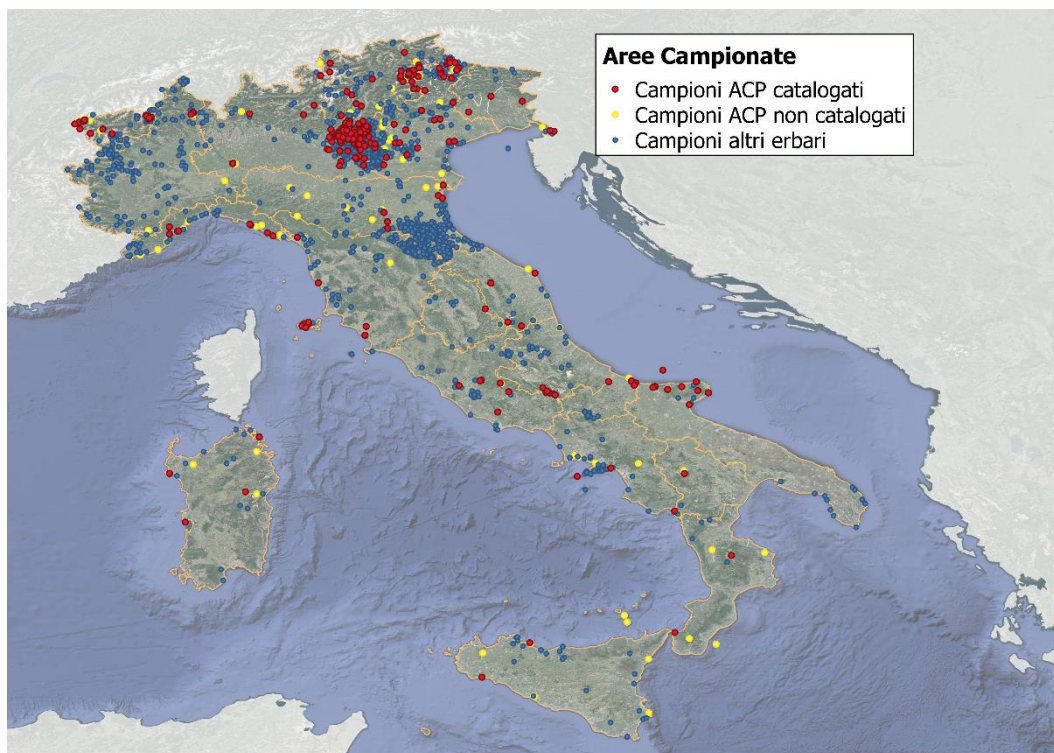 Aree Campionate
Campioni ACP catalogati
Campioni ACP non catalogati
Campioni altri erbari